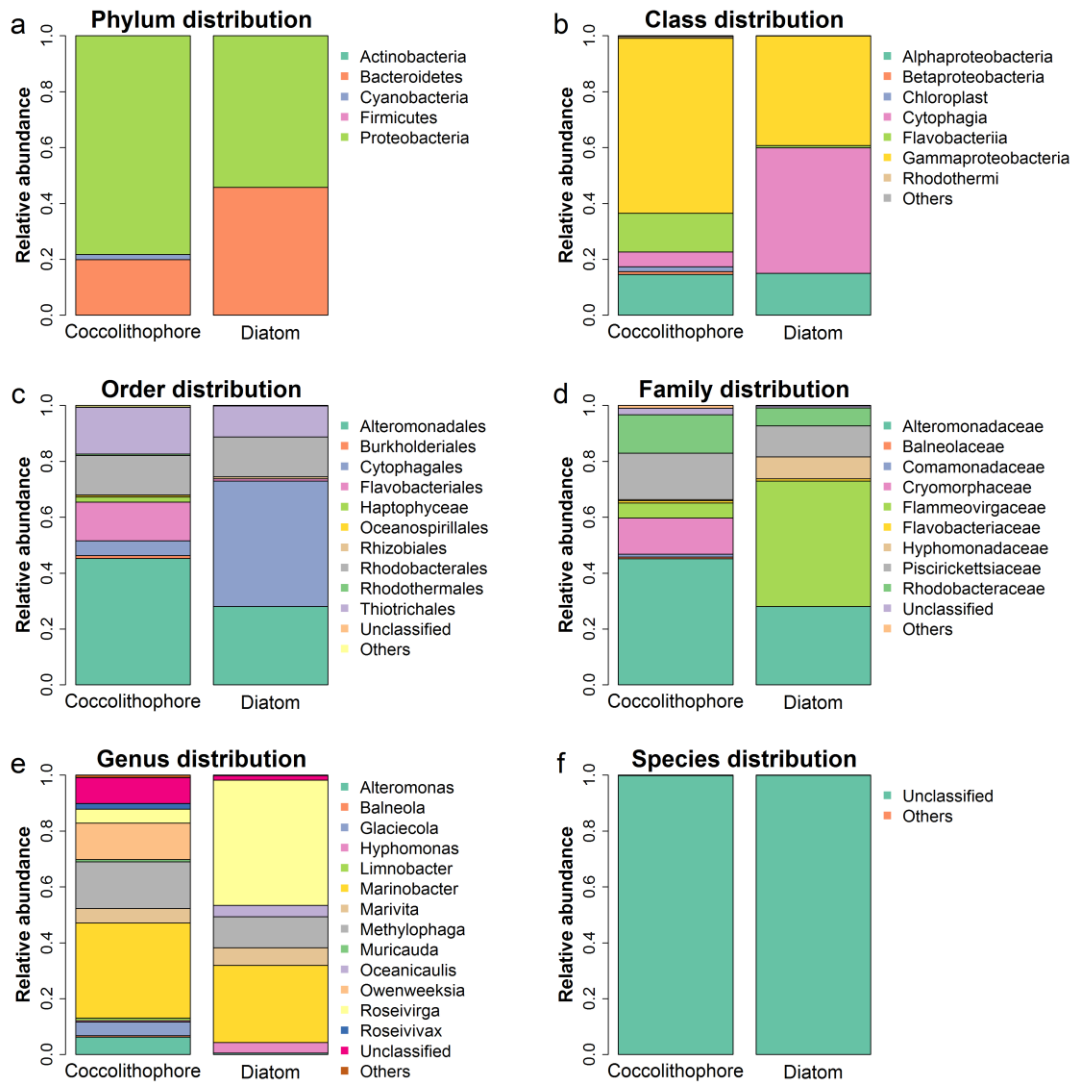 a
Phylum distribution
Relative abundance
0.0
0.2
0.4
0.6
0.8
1.0
Coccolithophore
Diatom
Actinobacteria
Bacteroidetes
Cyanobacteria
Firmicutes
Proteobacteria
b
Class distribution
Relative abundance
0.0
0.2
0.4
0.6
0.8
1.0
Coccolithophore
Diatom
Alphaproteobacteria
Betaproteobacteria
Chloroplast
Cytophagia
Flavobacteriia
Gammaproteobacteria
Rhodothermi
Others
c
Order distribution
Relative abundance
0.0
0.2
0.4
0.6
0.8
1.0
Coccolithophore
Diatom
Alteromonadales
Burkholderiales
Cytophagales
Flavobacteriales
Haptophyceae
Oceanospirillales
Rhizobiales
Rhodobacterales
Rhodothermales
Thiotrichales
Unclassified
Others
d
Family distribution
Relative abundance
0.0
0.2
0.4
0.6
0.8
1.0
Coccolithophore
Diatom
Alteromonadaceae
Balneolaceae
Comamonadaceae
Cryomorphaceae
Flammeovirgaceae
Flavobacteriaceae
Hyphomonadaceae
Piscirickettsiaceae
Rhodobacteraceae
Unclassified
Others
e
Genus distribution
Relative abundance
0.0
0.2
0.4
0.6
0.8
1.0
Coccolithophore
Diatom
Alteromonas
Balneola
Glaciecola
Hyphomonas
Limnobacter
Marinobacter
Marivita
Methylophaga
Muricauda
Oceanicaulis
Owenweeksia
Roseivirga
Roseivivax
Unclassified
Others
f
Species distribution
Relative abundance
0.0
0.2
0.4
0.6
0.8
1.0
Coccolithophore
Diatom
Unclassified
Others